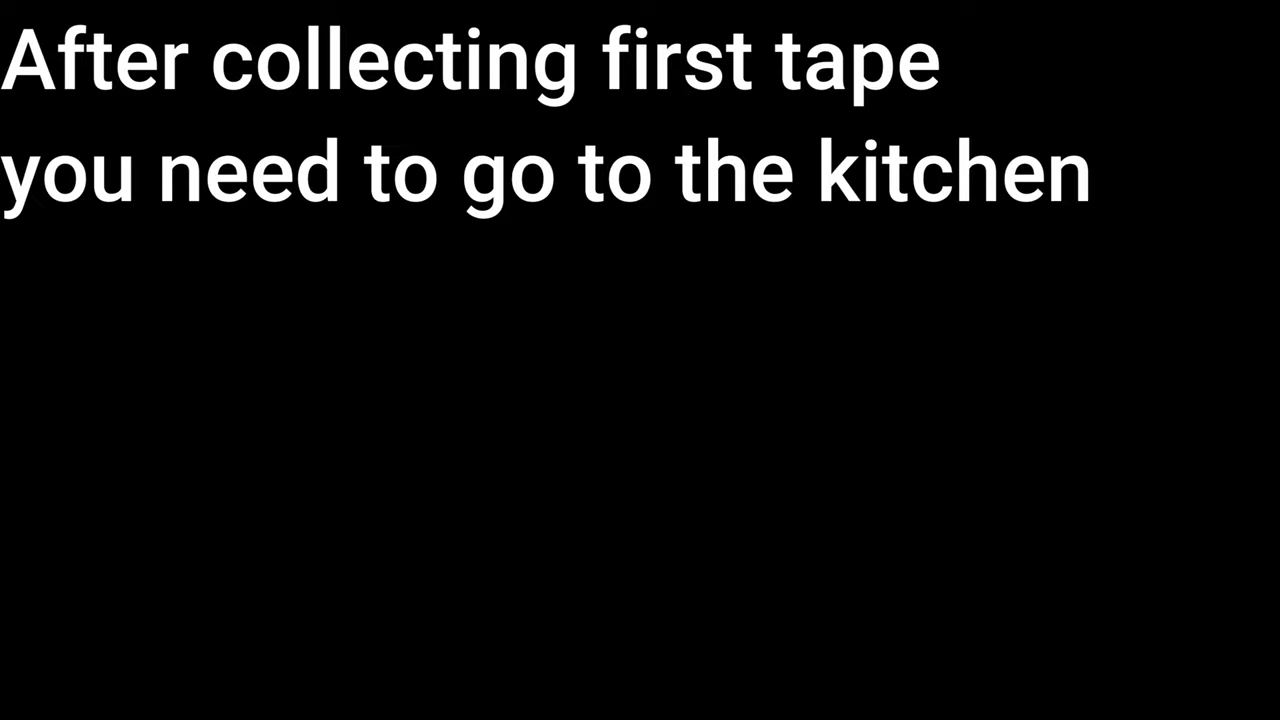 After collecting first tape
you need to go to the kitchen